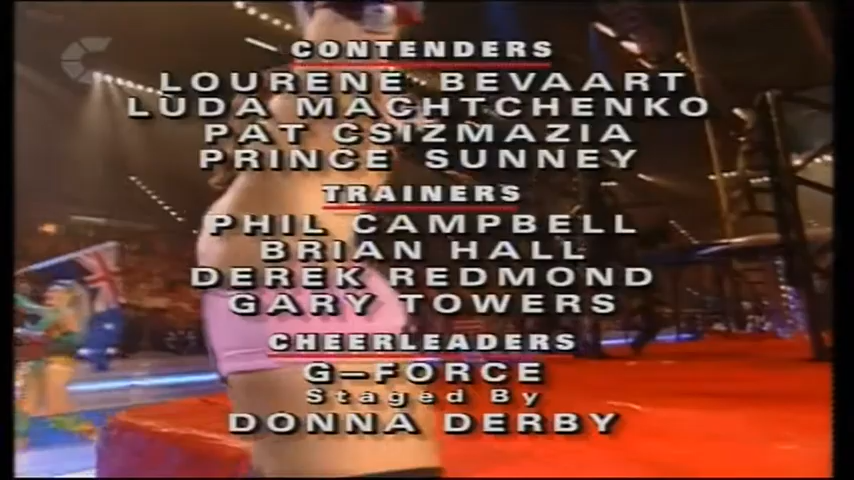 CONTENDERS
LOURENE BEVAART
LUDA MACHTCHENKO
PAT CSIZMAZIA
PRINCE SUNNEY
TRAINERS
PHIL CAMPBELL
BRIAN HALL
DEREK REDMOND
GARY TOWERS
CHEERLEADERS
G-FORCE
Staged By
DONNA DERBY